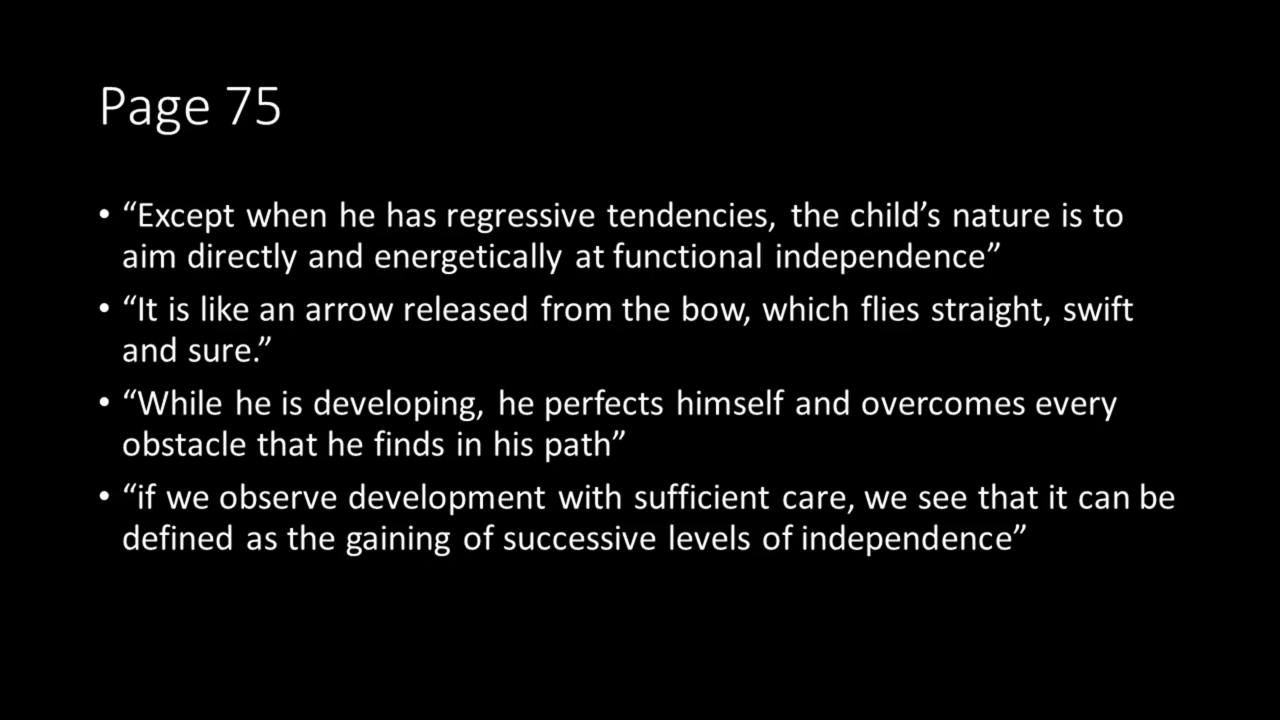 Page 75
• “Except when he has regressive tendencies, the child’s nature is to
aim directly and energetically at functional independence”
• “It is like an arrow released from the bow, which flies straight, swift
and sure.”
• “While he is developing, he perfects himself and overcomes every
obstacle that he finds in his path”
• “if we observe development with sufficient care, we see that it can be
defined as the gaining of successive levels of independence”